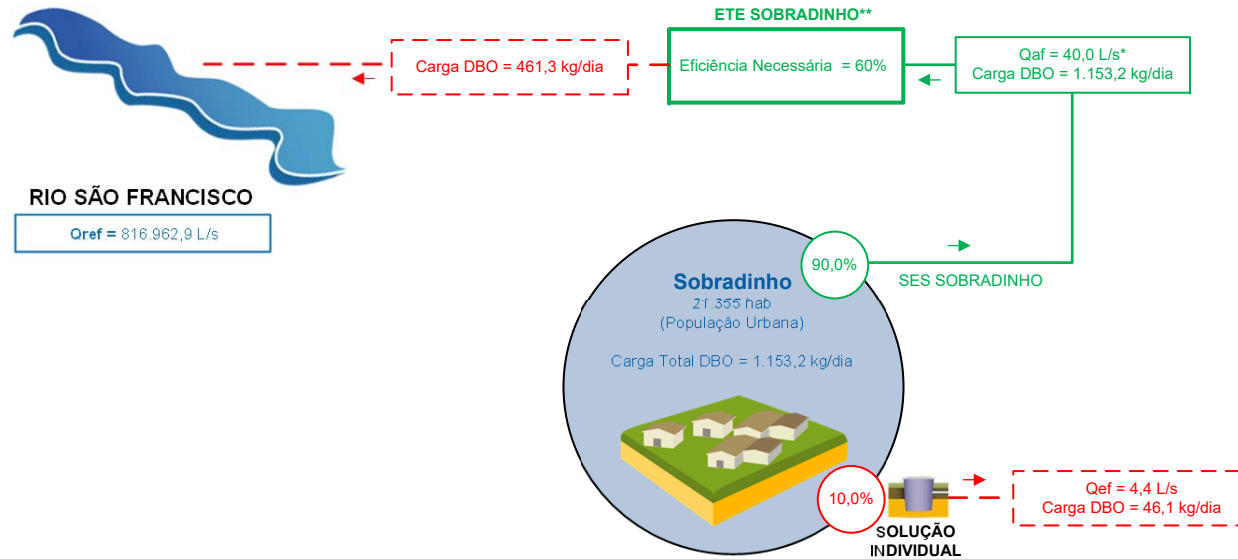 ETE SOBRADINHO**
Carga DBO = 461,3 kg/dia
Eficiência Necessária = 60%
Qaf = 40,0 L/s*
Carga DBO = 1.153,2 kg/dia
RIO SÃO FRANCISCO
Qref = 816.962,9 L/s
90,0%
SES SOBRADINHO
Sobradinho
21.355 hab
(População Urbana)
Carga Total DBO = 1.153,2 kg/dia
10,0%
SOLUÇÃO
INDIVIDUAL
Qef = 4,4 L/s
Carga DBO = 46,1 kg/dia